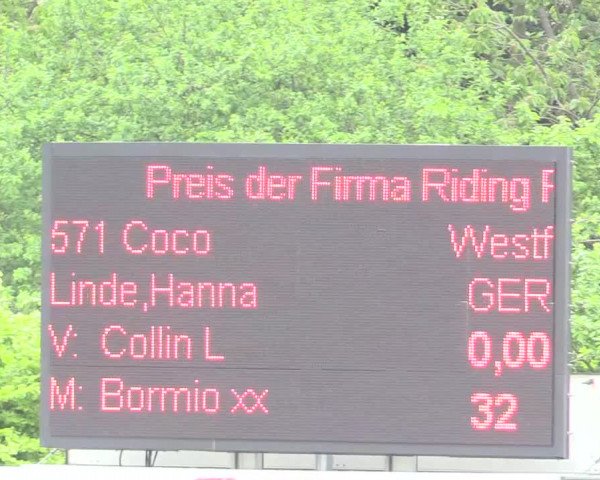 Preis der Firma Riding
571 Coco Westf
Linde,Hanna GER
V: Collin L 0,00
M: Bormio xx 32